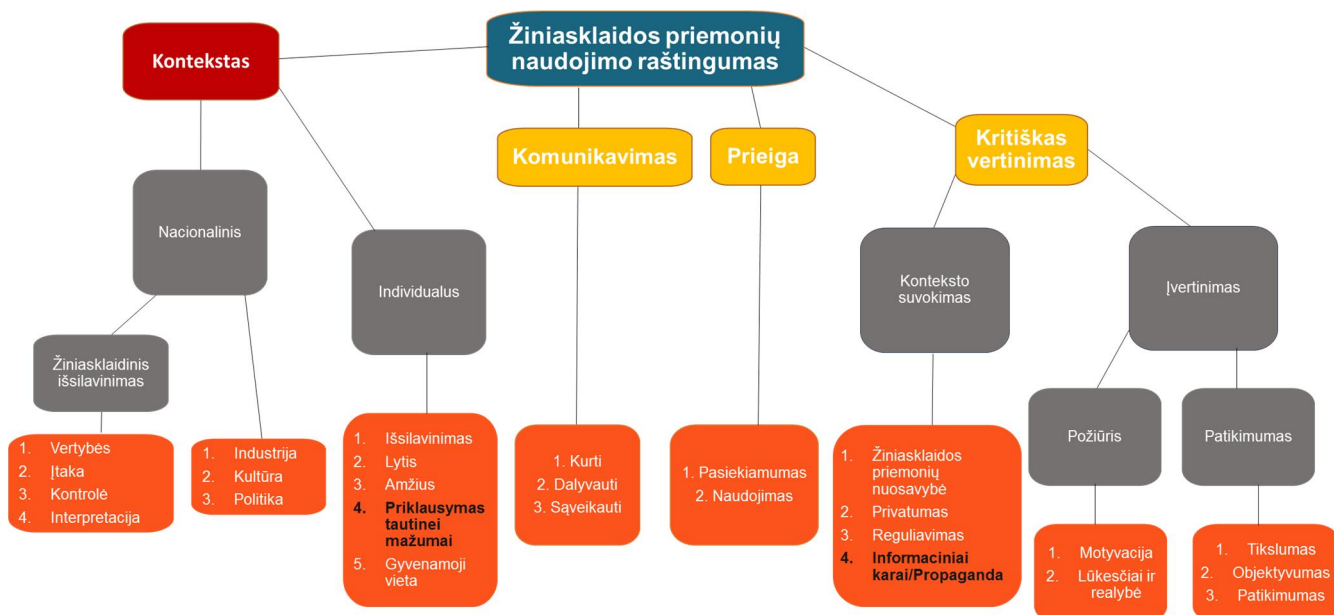 Žiniasklaidos priemonių
naudojimo raštingumas
Kontekstas
Komunikavimas
Prieiga
Kritiškas
vertinimas
Nacionalinis
Individualus
Konteksto
suvokimas
Įvertinimas
Žiniasklaidinis
išsilavinimas
Požiūris
Patikimumas
1. Vertybės
2. Įtaka
3. Kontrolė
4. Interpretacija
1. Industrija
2. Kultūra
3. Politika
1. Išsilavinimas
2. Lytis
3. Amžius
4. Priklausymas
tautinei
mažumai
5. Gyvenamoji
vieta
1. Kurti
2. Dalyvauti
3. Sąveikauti
1. Pasiekiamumas
2. Naudojimas
1. Žiniasklaidos
priemonių
nuosavybė
2. Privatumas
3. Reguliavimas
4. Informaciniai
karai/Propaganda
1. Motyvacija
2. Lūkesčiai ir
realybė
1. Tikslumas
2. Objektyvumas
3. Patikimumas